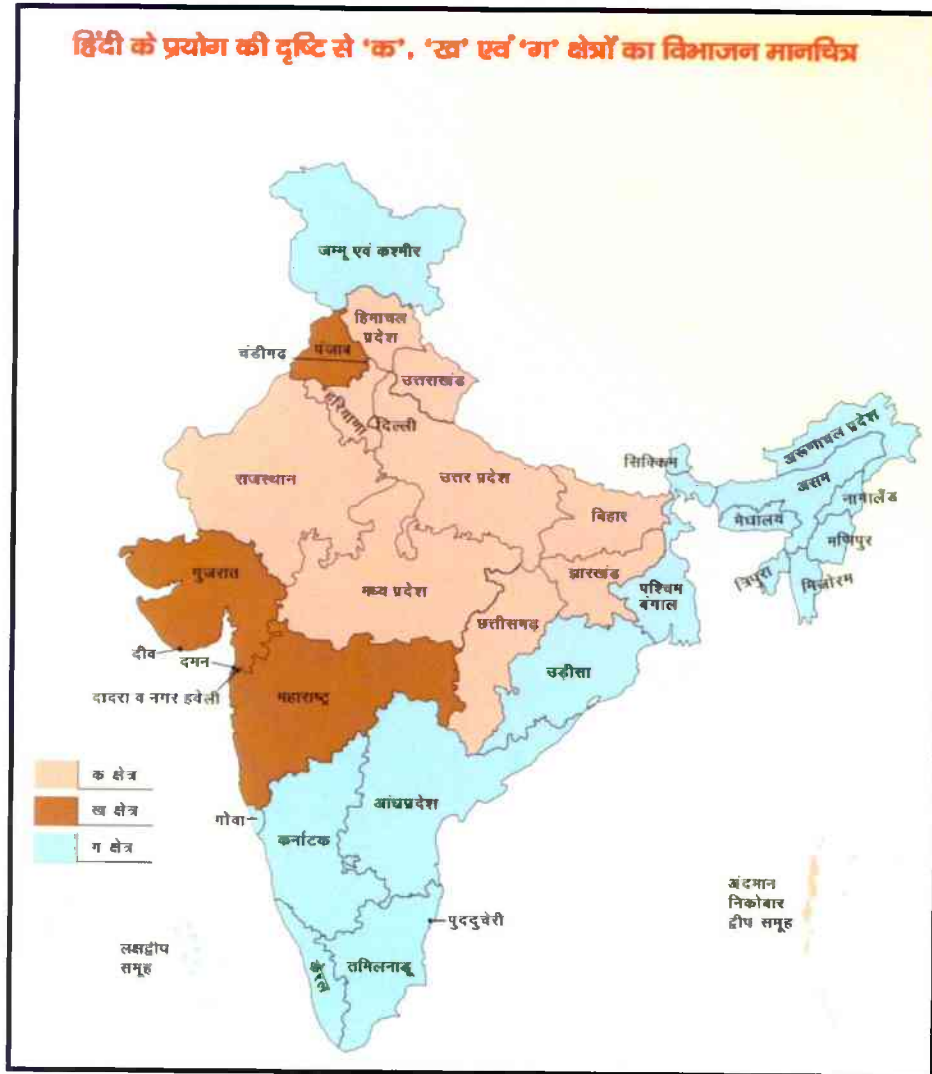 हिंदी के प्रयोग की दृष्टि से ‘क’, ‘ख’ एवं ‘ग’ क्षेत्रों का विभाजन मानचित्र
जम्मू एवं कश्मीर
हिमाचल
प्रदेश
पंजाब
चंडीगढ़
उत्तराखंड
हरियाणा
दिल्ली
राजस्थान
उत्तर प्रदेश
बिहार
सिक्किम
अरूणाचल प्रदेश
असम
नागालैंड
मेघालय
मणिपुर
त्रिपुरा
मिजोरम
गुजरात
मध्य प्रदेश
झारखंड
पश्चिम
बंगाल
छत्तीसगढ़
उड़ीसा
दीव
दमन
दादरा व नगर हवेली
महाराष्ट्र
क क्षेत्र
ख क्षेत्र
ग क्षेत्र
गोवा
कर्नाटक
आंध्रप्रदेश
पुददुचेरी
अंदमान
निकोबार
द्वीप समूह
लक्षद्वीप
समूह
केरल
तमिलनाडू